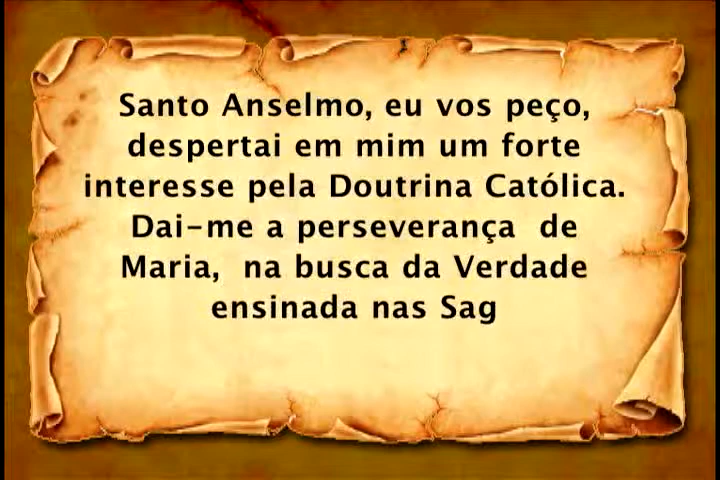 Santo Anselmo, eu vos peço,
despertai em mim um forte
interesse pela Doutrina Católica.
Dai-me a perseverança  de
Maria,  na busca da Verdade
ensinada nas Sag